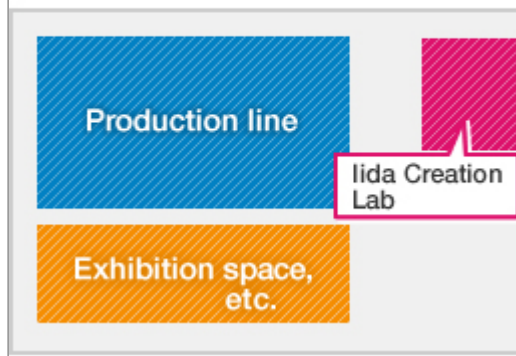 Production line
Iida Creation
Lab
Exhibition space,
etc.